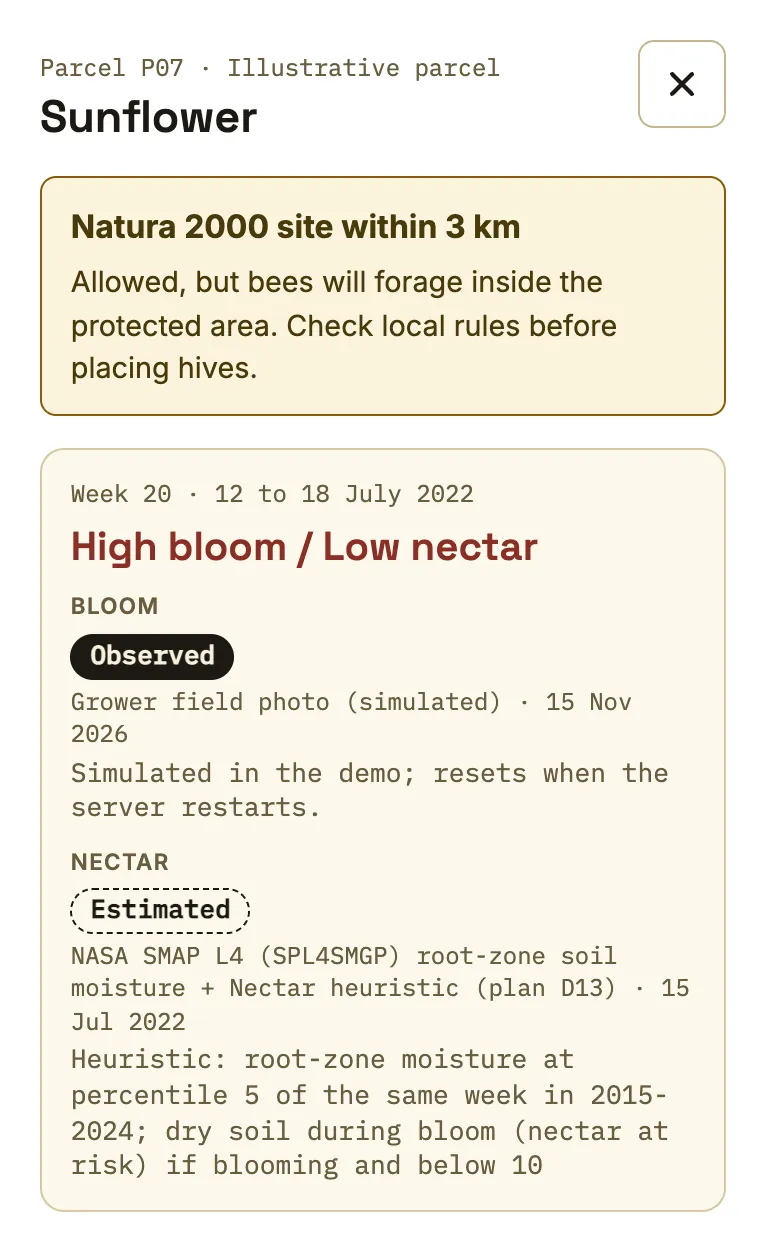 Parcel P07 · Illustrative parcel
Sunflower
Natura 2000 site within 3 km
Allowed, but bees will forage inside the
protected area. Check local rules before
placing hives.
Week 20 · 12 to 18 July 2022
High bloom / Low nectar
BLOOM
Observed
Grower field photo (simulated) · 15 Nov
2026
Simulated in the demo; resets when the
server restarts.
NECTAR
Estimated
NASA SMAP L4 (SPL4SMGP) root-zone soil
moisture + Nectar heuristic (plan D13) · 15
Jul 2022
Heuristic: root-zone moisture at
percentile 5 of the same week in 2015-
2024; dry soil during bloom (nectar at
risk) if blooming and below 10